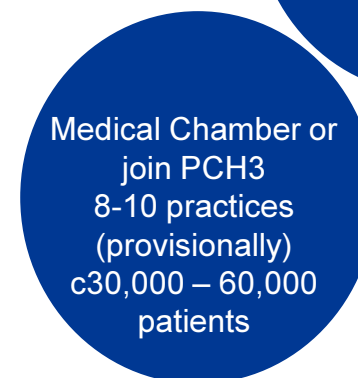 Medical Chamber or
join PCH3
8-10 practices
(provisionally)
c30,000 – 60,000
patients